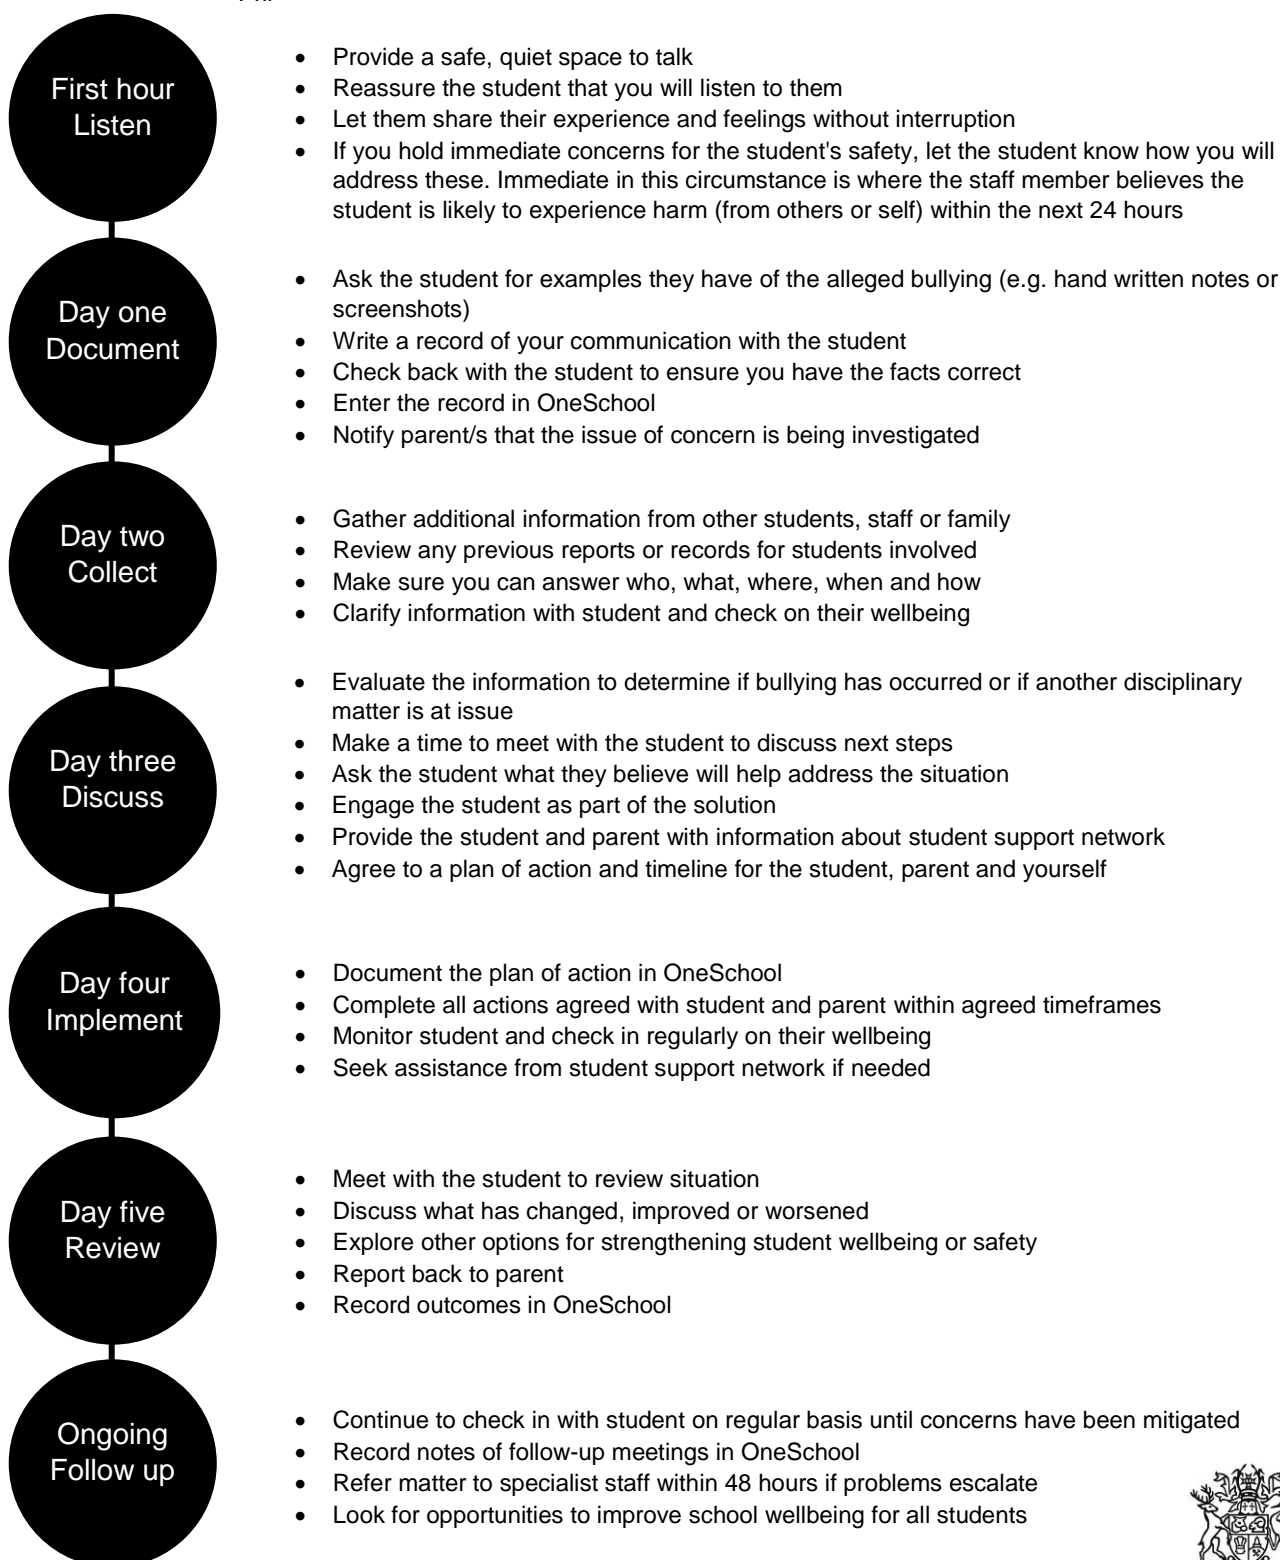 First hour
Listen
• Provide a safe, quiet space to talk
• Reassure the student that you will listen to them
• Let them share their experience and feelings without interruption
• If you hold immediate concerns for the student's safety, let the student know how you will
address these. Immediate in this circumstance is where the staff member believes the
student is likely to experience harm (from others or self) within the next 24 hours
Day one
Document
• Ask the student for examples they have of the alleged bullying (e.g. hand written notes or
screenshots)
• Write a record of your communication with the student
• Check back with the student to ensure you have the facts correct
• Enter the record in OneSchool
• Notify parent/s that the issue of concern is being investigated
Day two
Collect
• Gather additional information from other students, staff or family
• Review any previous reports or records for students involved
• Make sure you can answer who, what, where, when and how
• Clarify information with student and check on their wellbeing
Day three
Discuss
• Evaluate the information to determine if bullying has occurred or if another disciplinary
matter is at issue
• Make a time to meet with the student to discuss next steps
• Ask the student what they believe will help address the situation
• Engage the student as part of the solution
• Provide the student and parent with information about student support network
• Agree to a plan of action and timeline for the student, parent and yourself
Day four
Implement
• Document the plan of action in OneSchool
• Complete all actions agreed with student and parent within agreed timeframes
• Monitor student and check in regularly on their wellbeing
• Seek assistance from student support network if needed
Day five
Review
• Meet with the student to review situation
• Discuss what has changed, improved or worsened
• Explore other options for strengthening student wellbeing or safety
• Report back to parent
• Record outcomes in OneSchool
Ongoing
Follow up
• Continue to check in with student on regular basis until concerns have been mitigated
• Record notes of follow-up meetings in OneSchool
• Refer matter to specialist staff within 48 hours if problems escalate
• Look for opportunities to improve school wellbeing for all students